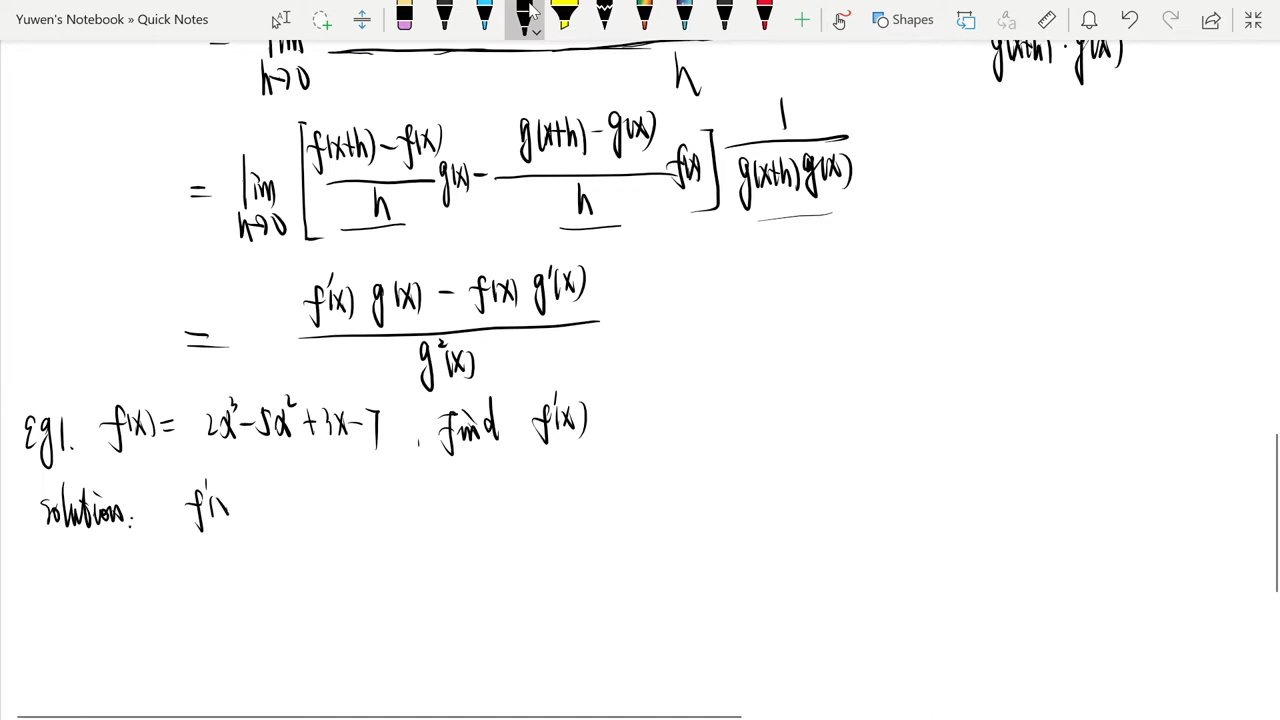 Yuwen's Notebook » Quick Notes
Shapes
= lim h→0 h
g(x+h) · g(x)
= lim h→0 [ f(x+h) − f(x) / h g(x) − g(x+h) − g(x) / h f(x) ] 1 / g(x+h) g(x)
= f'(x) g(x) − f(x) g'(x) / g²(x)
Eg1. f(x) = 2x³ − 5x² + 3x − 7 . find f'(x)
solution: f'(